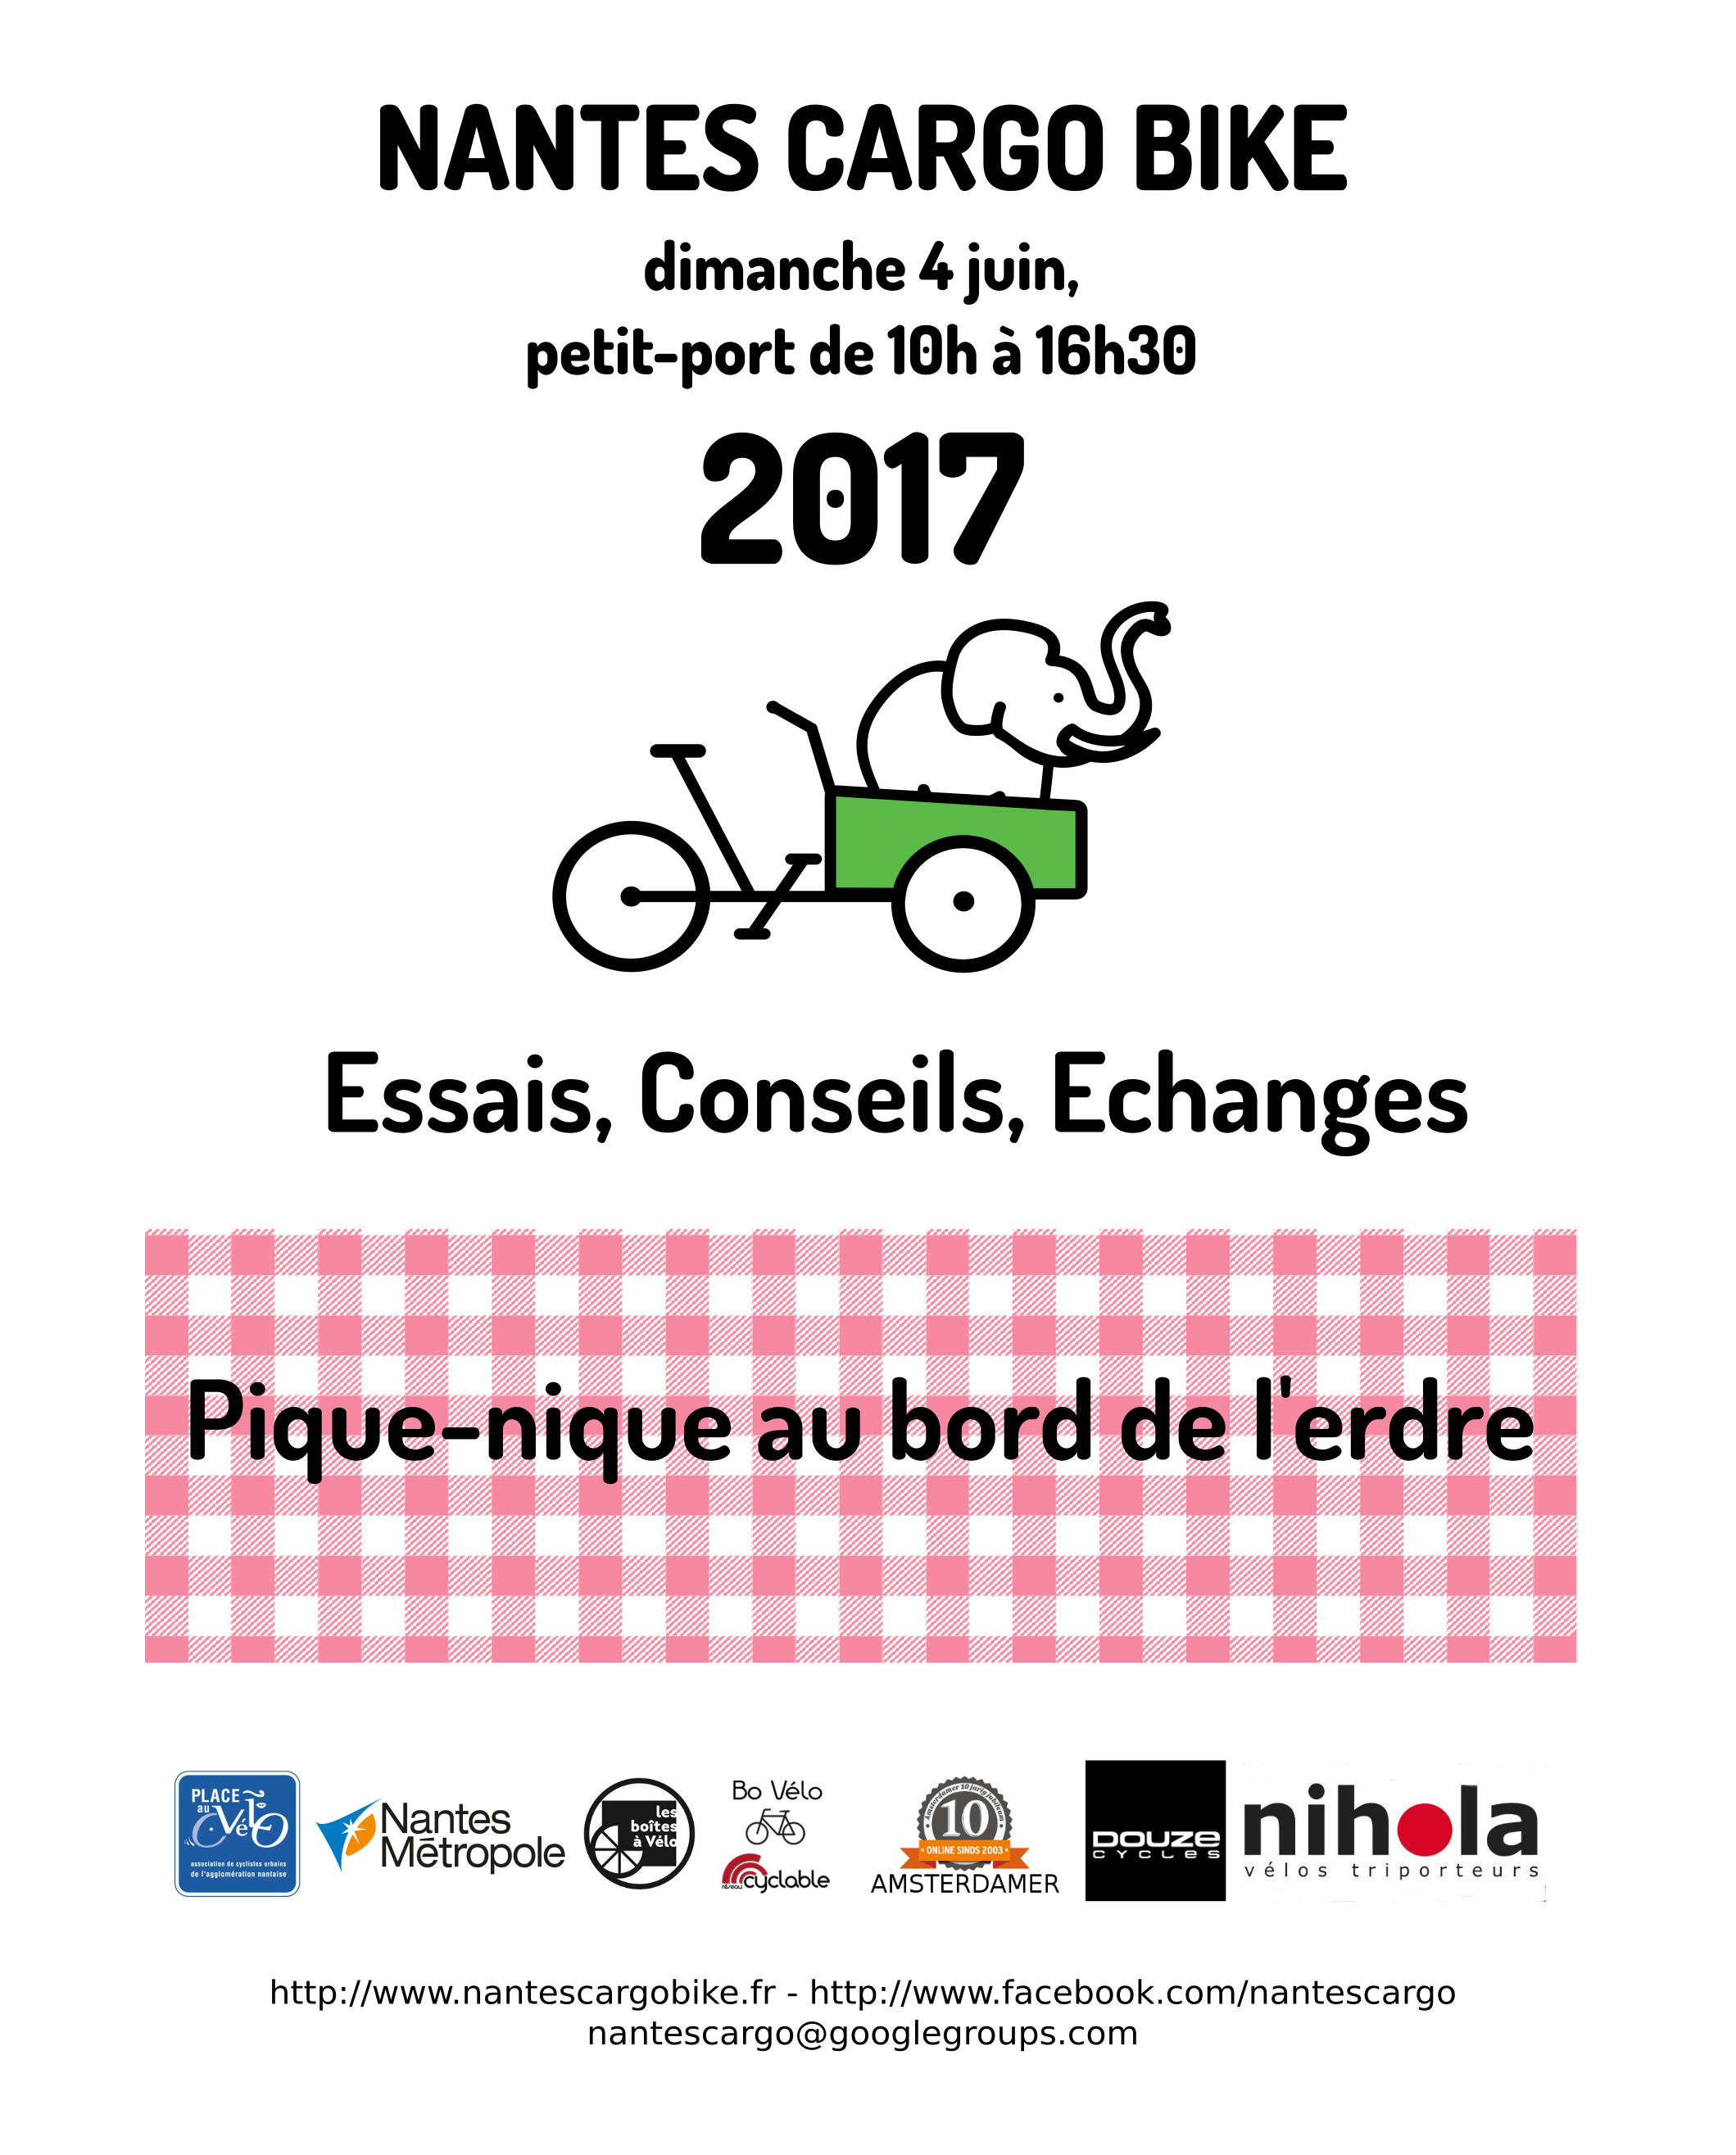 NANTES CARGO BIKE
dimanche 4 juin,
petit-port de 10h à 16h30
2017
Essais, Conseils, Echanges
Pique-nique au bord de l'erdre
PLACE
au
Vélo
association de cyclistes urbains
de l'agglomération nantaise
Nantes
Métropole
les
boîtes
à Vélo
Bo Vélo
réseau cyclable
Amsterdamer 10 jarig jubileum
10
• ONLINE SINDS 2003 •
AMSTERDAMER
DOUZE
CYCLES
nihola
vélos triporteurs
http://www.nantescargobike.fr - http://www.facebook.com/nantescargo
nantescargo@googlegroups.com